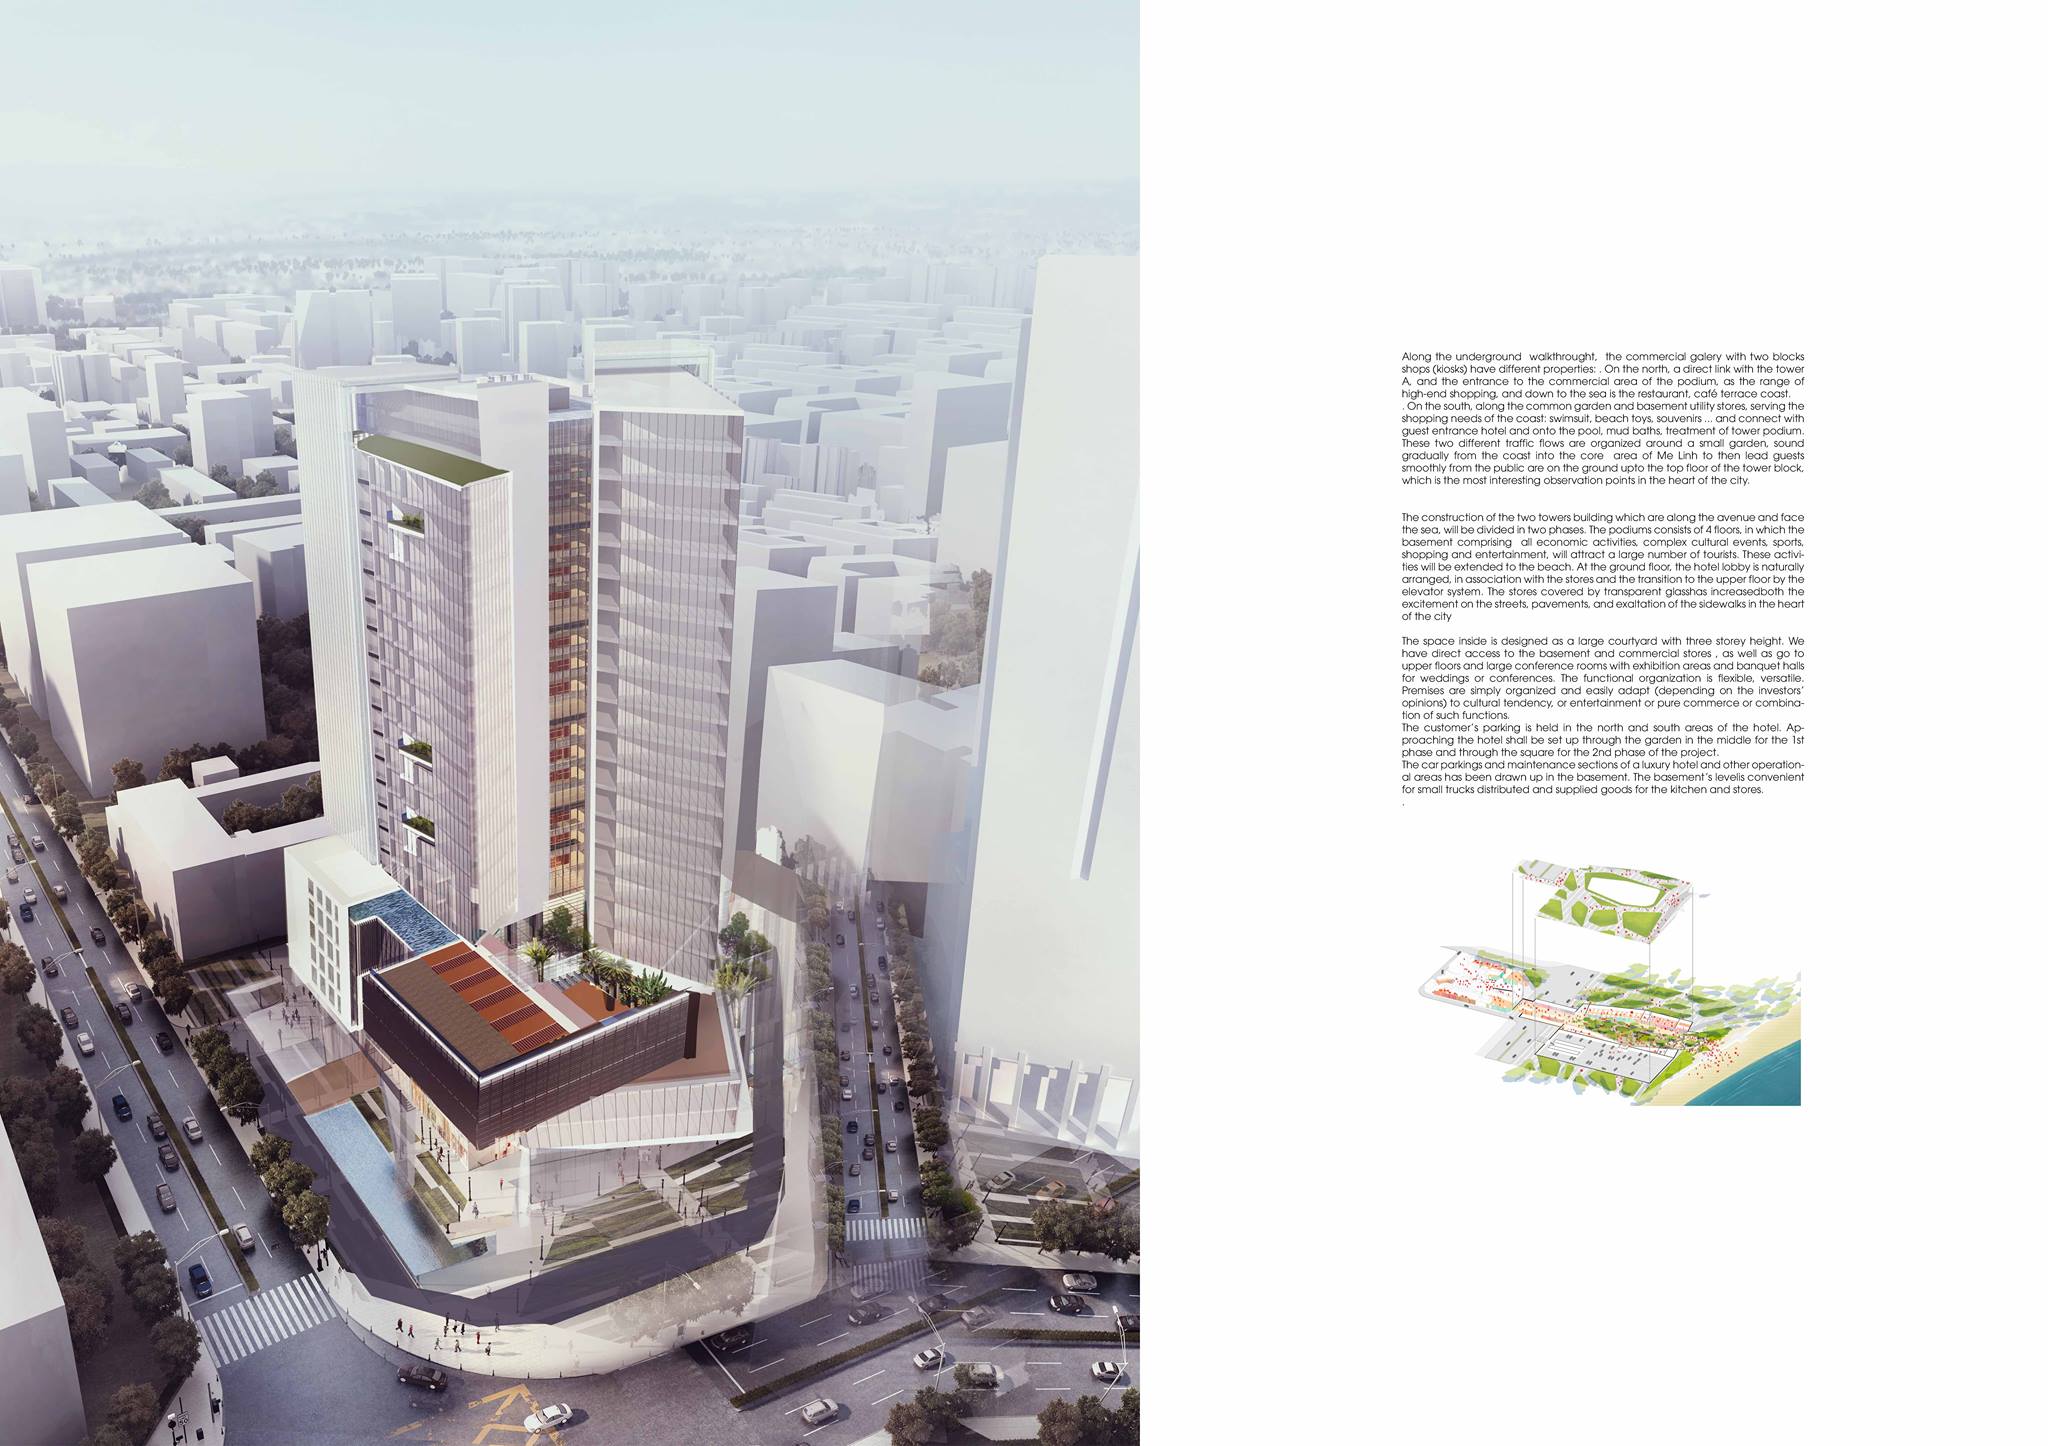 Along the underground walkthrought, the commercial galery with two blocks
shops (kiosks) have different properties: . On the north, a direct link with the tower
A, and the entrance to the commercial area of the podium, as the range of
high-end shopping, and down to the sea is the restaurant, café terrace coast.
. On the south, along the common garden and basement utility stores, serving the
shopping needs of the coast: swimsuit, beach toys, souvenirs ... and connect with
guest entrance hotel and onto the pool, mud baths, treatment of tower podium.
These two different traffic flows are organized around a small garden, sound
gradually from the coast into the core area of Me Linh to then lead guests
smoothly from the public are on the ground upto the top floor of the tower block,
which is the most interesting observation points in the heart of the city.
The construction of the two towers building which are along the avenue and face
the sea, will be divided in two phases. The podiums consists of 4 floors, in which the
basement comprising all economic activities, complex cultural events, sports,
shopping and entertainment, will attract a large number of tourists. These activi-
ties will be extended to the beach. At the ground floor, the hotel lobby is naturally
arranged, in association with the stores and the transition to the upper floor by the
elevator system. The stores covered by transparent glasshas increasedboth the
excitement on the streets, pavements, and exaltation of the sidewalks in the heart
of the city
The space inside is designed as a large courtyard with three storey height. We
have direct access to the basement and commercial stores , as well as go to
upper floors and large conference rooms with exhibition areas and banquet halls
for weddings or conferences. The functional organization is flexible, versatile.
Premises are simply organized and easily adapt (depending on the investors'
opinions) to cultural tendency, or entertainment or pure commerce or combina-
tion of such functions.
The customer's parking is held in the north and south areas of the hotel. Ap-
proaching the hotel shall be set up through the garden in the middle for the 1st
phase and through the square for the 2nd phase of the project.
The car parkings and maintenance sections of a luxury hotel and other operation-
al areas has been drawn up in the basement. The basement's levelis convenient
for small trucks distributed and supplied goods for the kitchen and stores.
.